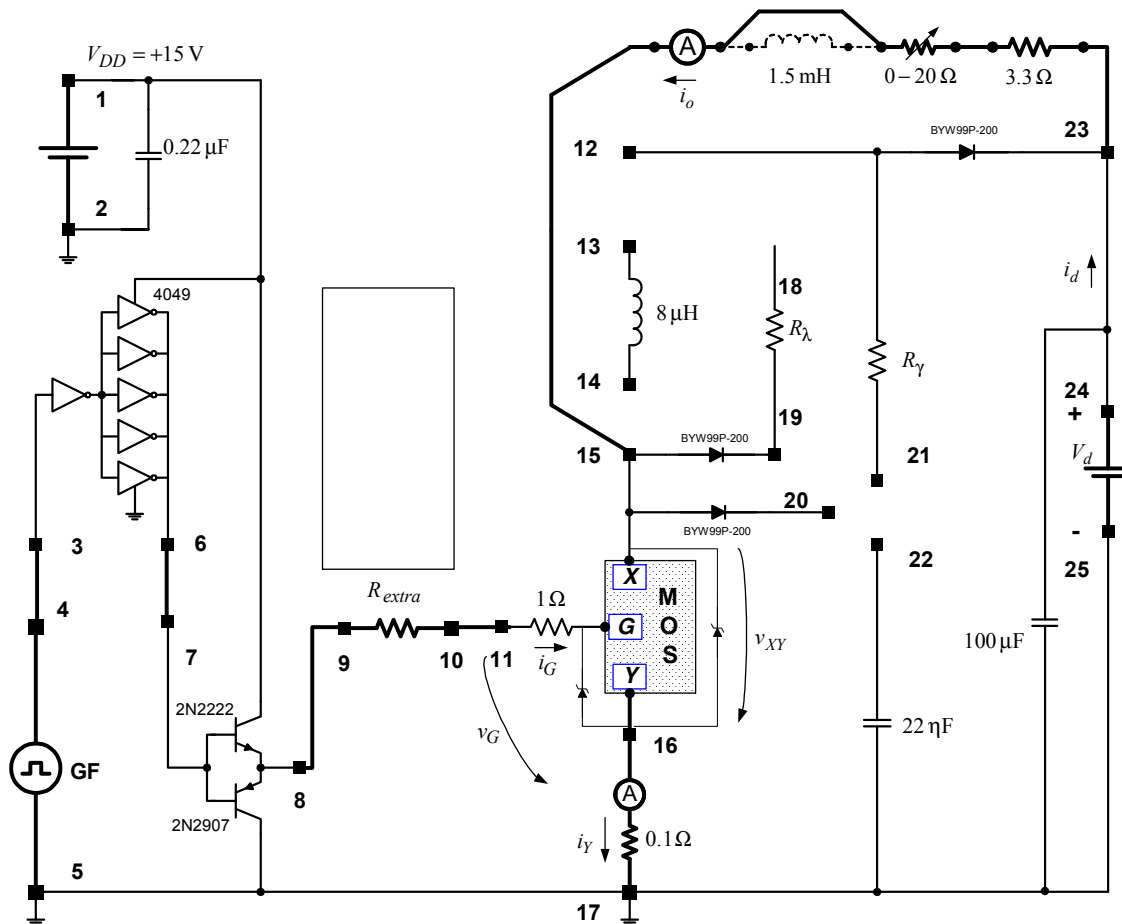 V_DD = +15 V
1
0.22 µF
2
4049
3
4
6
7
2N2222
2N2907
GF
5
8
9
R_extra
10
11
1 Ω
i_G
v_G
A
i_o
1.5 mH
0 – 20 Ω
3.3 Ω
12
BYW99P-200
23
13
8 µH
14
18
R_λ
19
15
BYW99P-200
20
BYW99P-200
R_γ
21
22
i_d
24
+
V_d
-
25
100 µF
22 ηF
X
G
Y
M
O
S
v_XY
16
A
i_Y
0.1 Ω
17